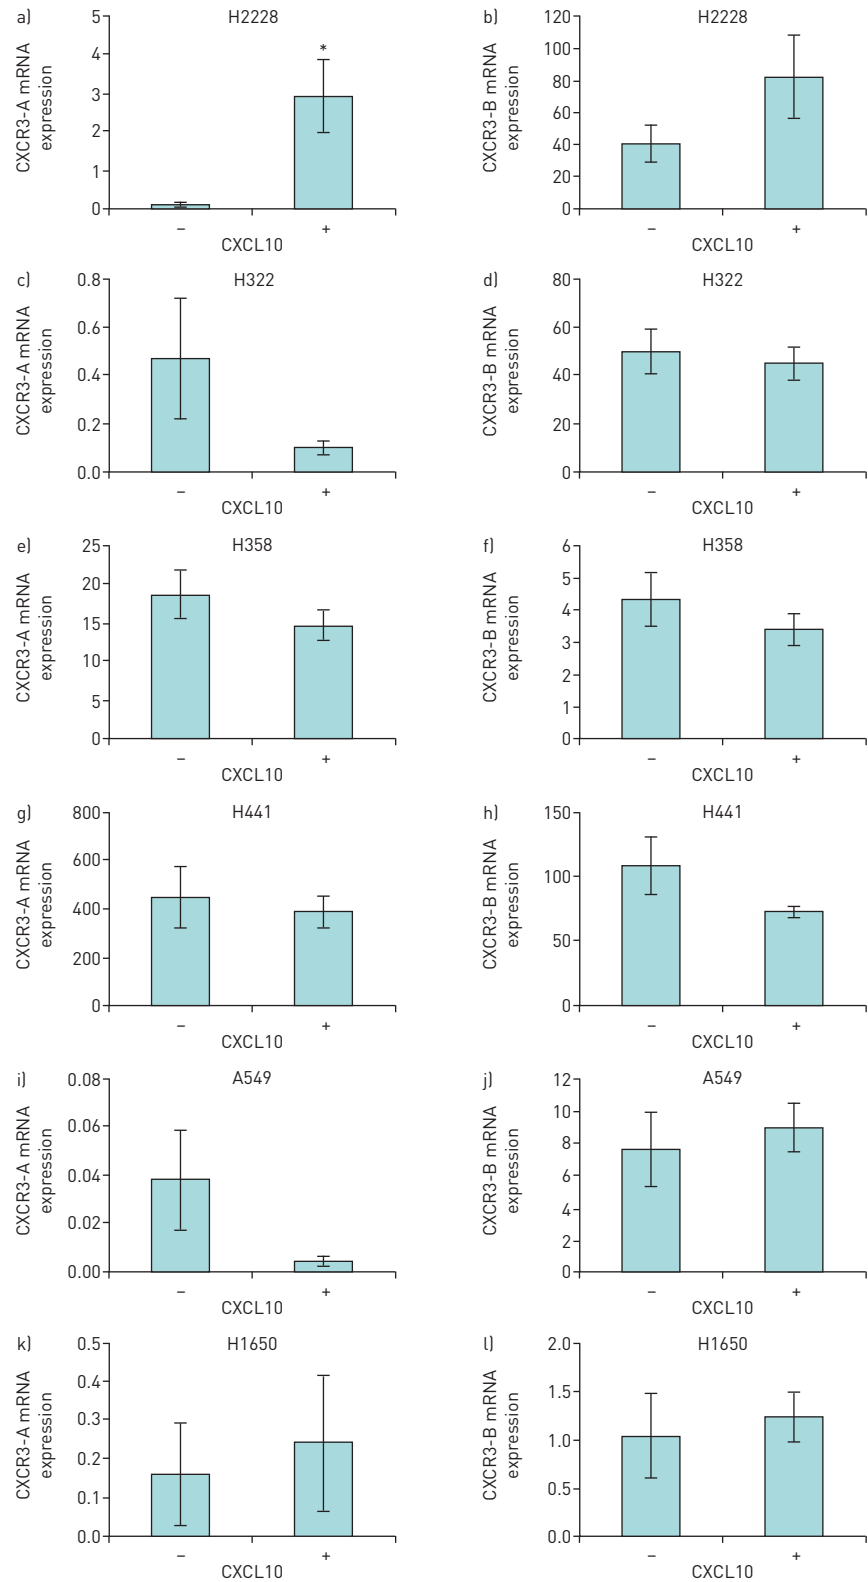 a)
H2228
CXCR3-A mRNA
expression
5
4
3
2
1
0
*
– +
CXCL10
b)
H2228
CXCR3-B mRNA
expression
120
100
80
60
40
20
0
– +
CXCL10
c)
H322
CXCR3-A mRNA
expression
0.8
0.6
0.4
0.2
0.0
– +
CXCL10
d)
H322
CXCR3-B mRNA
expression
80
60
40
20
0
– +
CXCL10
e)
H358
CXCR3-A mRNA
expression
25
20
15
10
5
0
– +
CXCL10
f)
H358
CXCR3-B mRNA
expression
6
5
4
3
2
1
0
– +
CXCL10
g)
H441
CXCR3-A mRNA
expression
800
600
400
200
0
– +
CXCL10
h)
H441
CXCR3-B mRNA
expression
150
100
50
0
– +
CXCL10
i)
A549
CXCR3-A mRNA
expression
0.08
0.06
0.04
0.02
0.00
– +
CXCL10
j)
A549
CXCR3-B mRNA
expression
12
10
8
6
4
2
0
– +
CXCL10
k)
H1650
CXCR3-A mRNA
expression
0.5
0.4
0.3
0.2
0.1
0.0
– +
CXCL10
l)
H1650
CXCR3-B mRNA
expression
2.0
1.5
1.0
0.5
0.0
– +
CXCL10